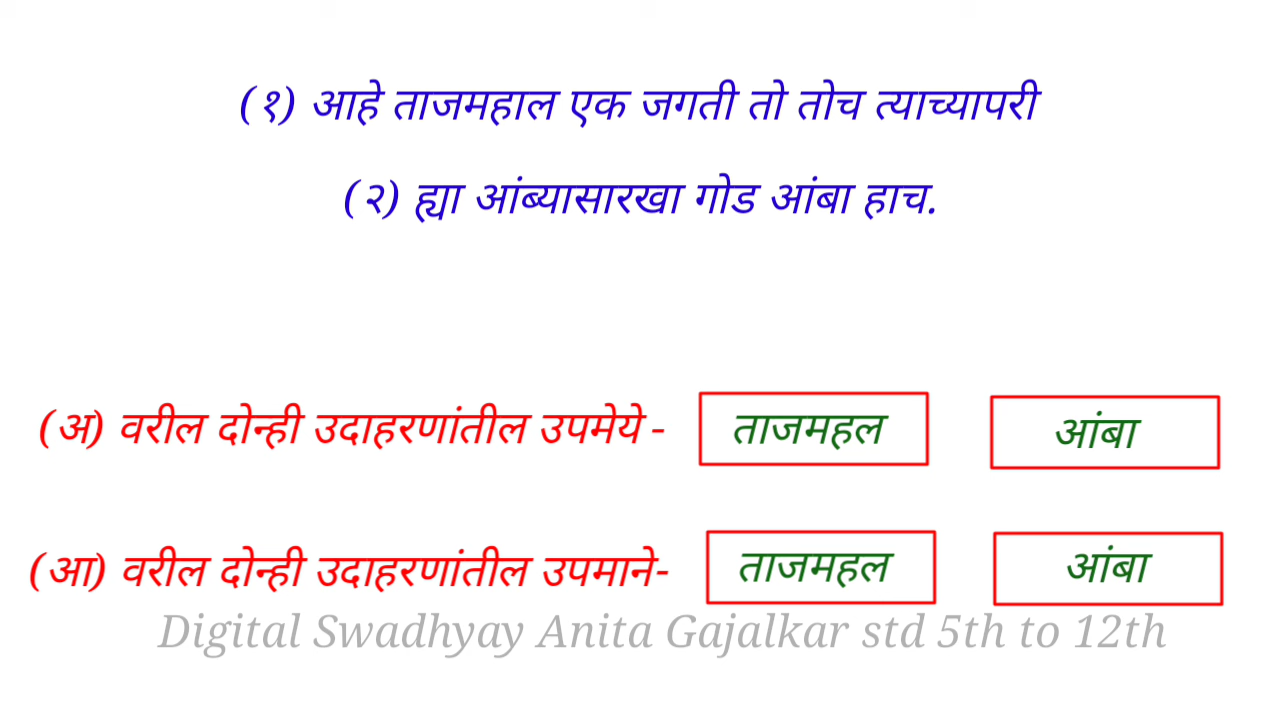 (१) आहे ताजमहाल एक जगती तो तोच त्याच्यापरी
(२) ह्या आंब्यासारखा गोड आंबा हाच.
(अ) वरील दोन्ही उदाहरणांतील उपमेये - ताजमहल आंबा
(आ) वरील दोन्ही उदाहरणांतील उपमाने- ताजमहल आंबा
Digital Swadhyay Anita Gajalkar std 5th to 12th